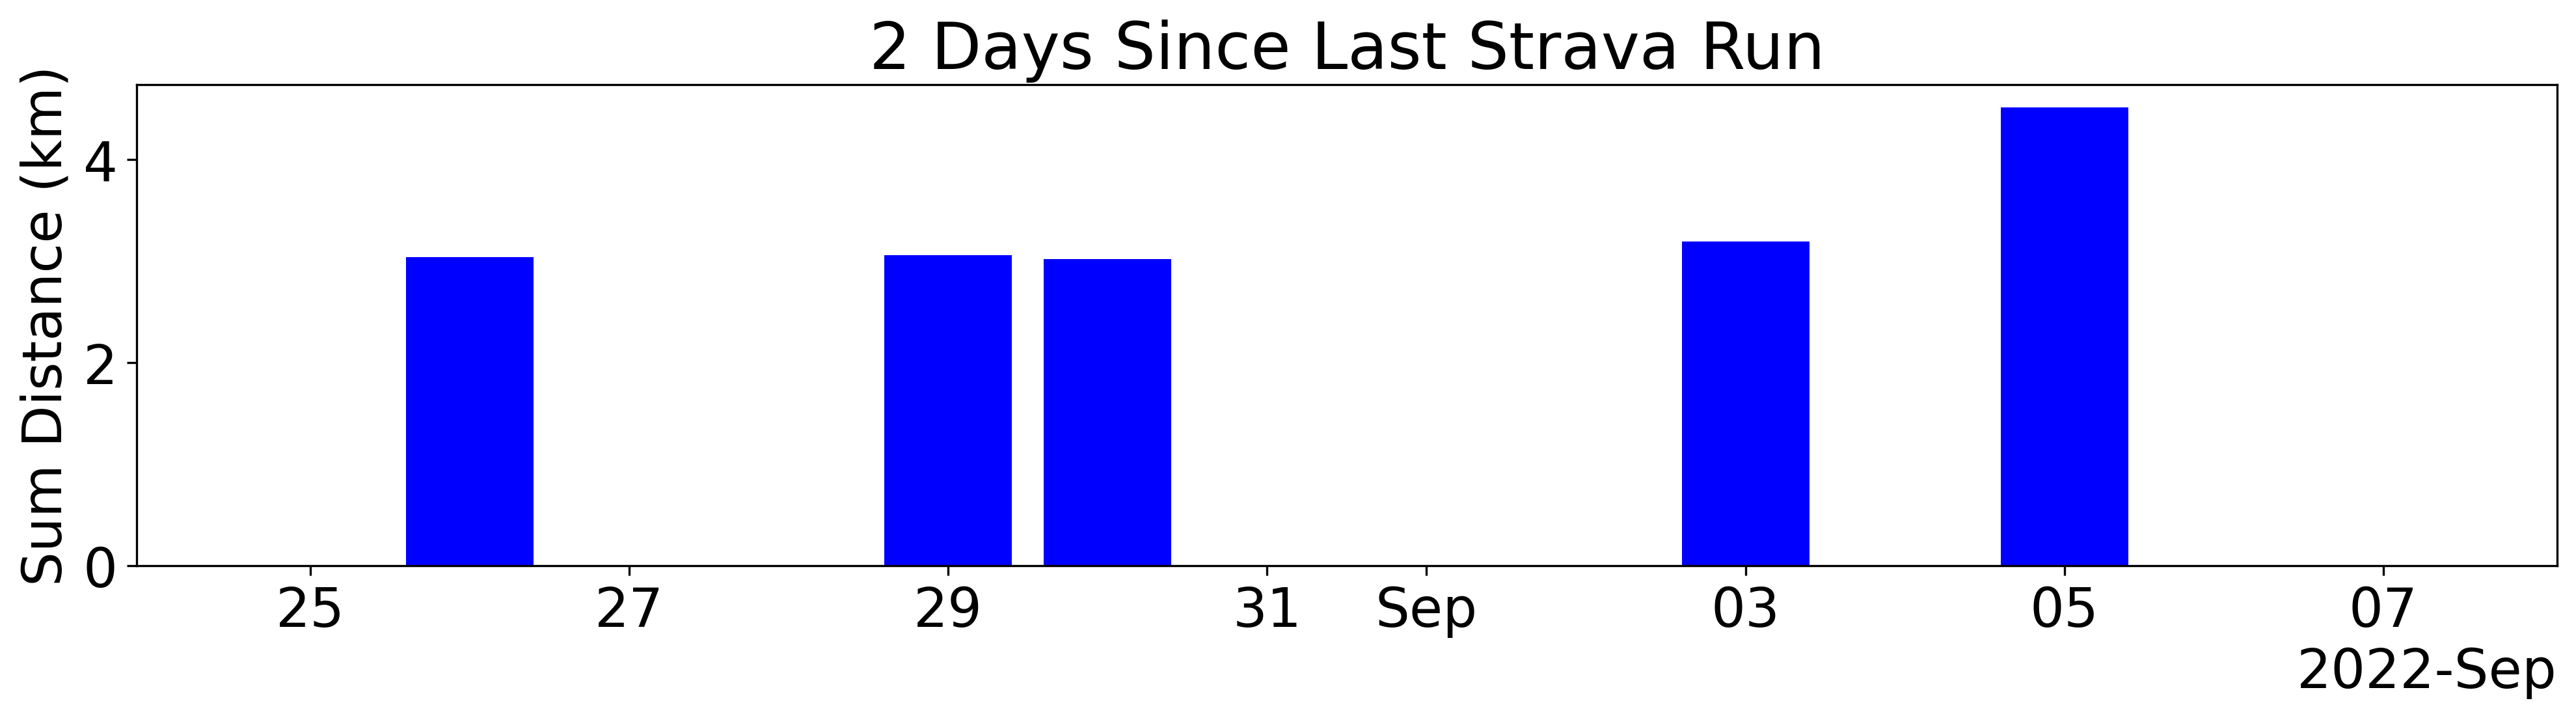 2 Days Since Last Strava Run
Sum Distance (km)
4
2
0
25 27 29 31 Sep 03 05 07
2022-Sep